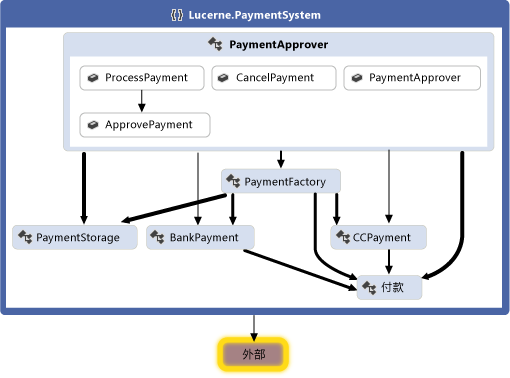 {} Lucerne.PaymentSystem
PaymentApprover
ProcessPayment
CancelPayment
PaymentApprover
ApprovePayment
PaymentFactory
PaymentStorage
BankPayment
CCPayment
付款
外部